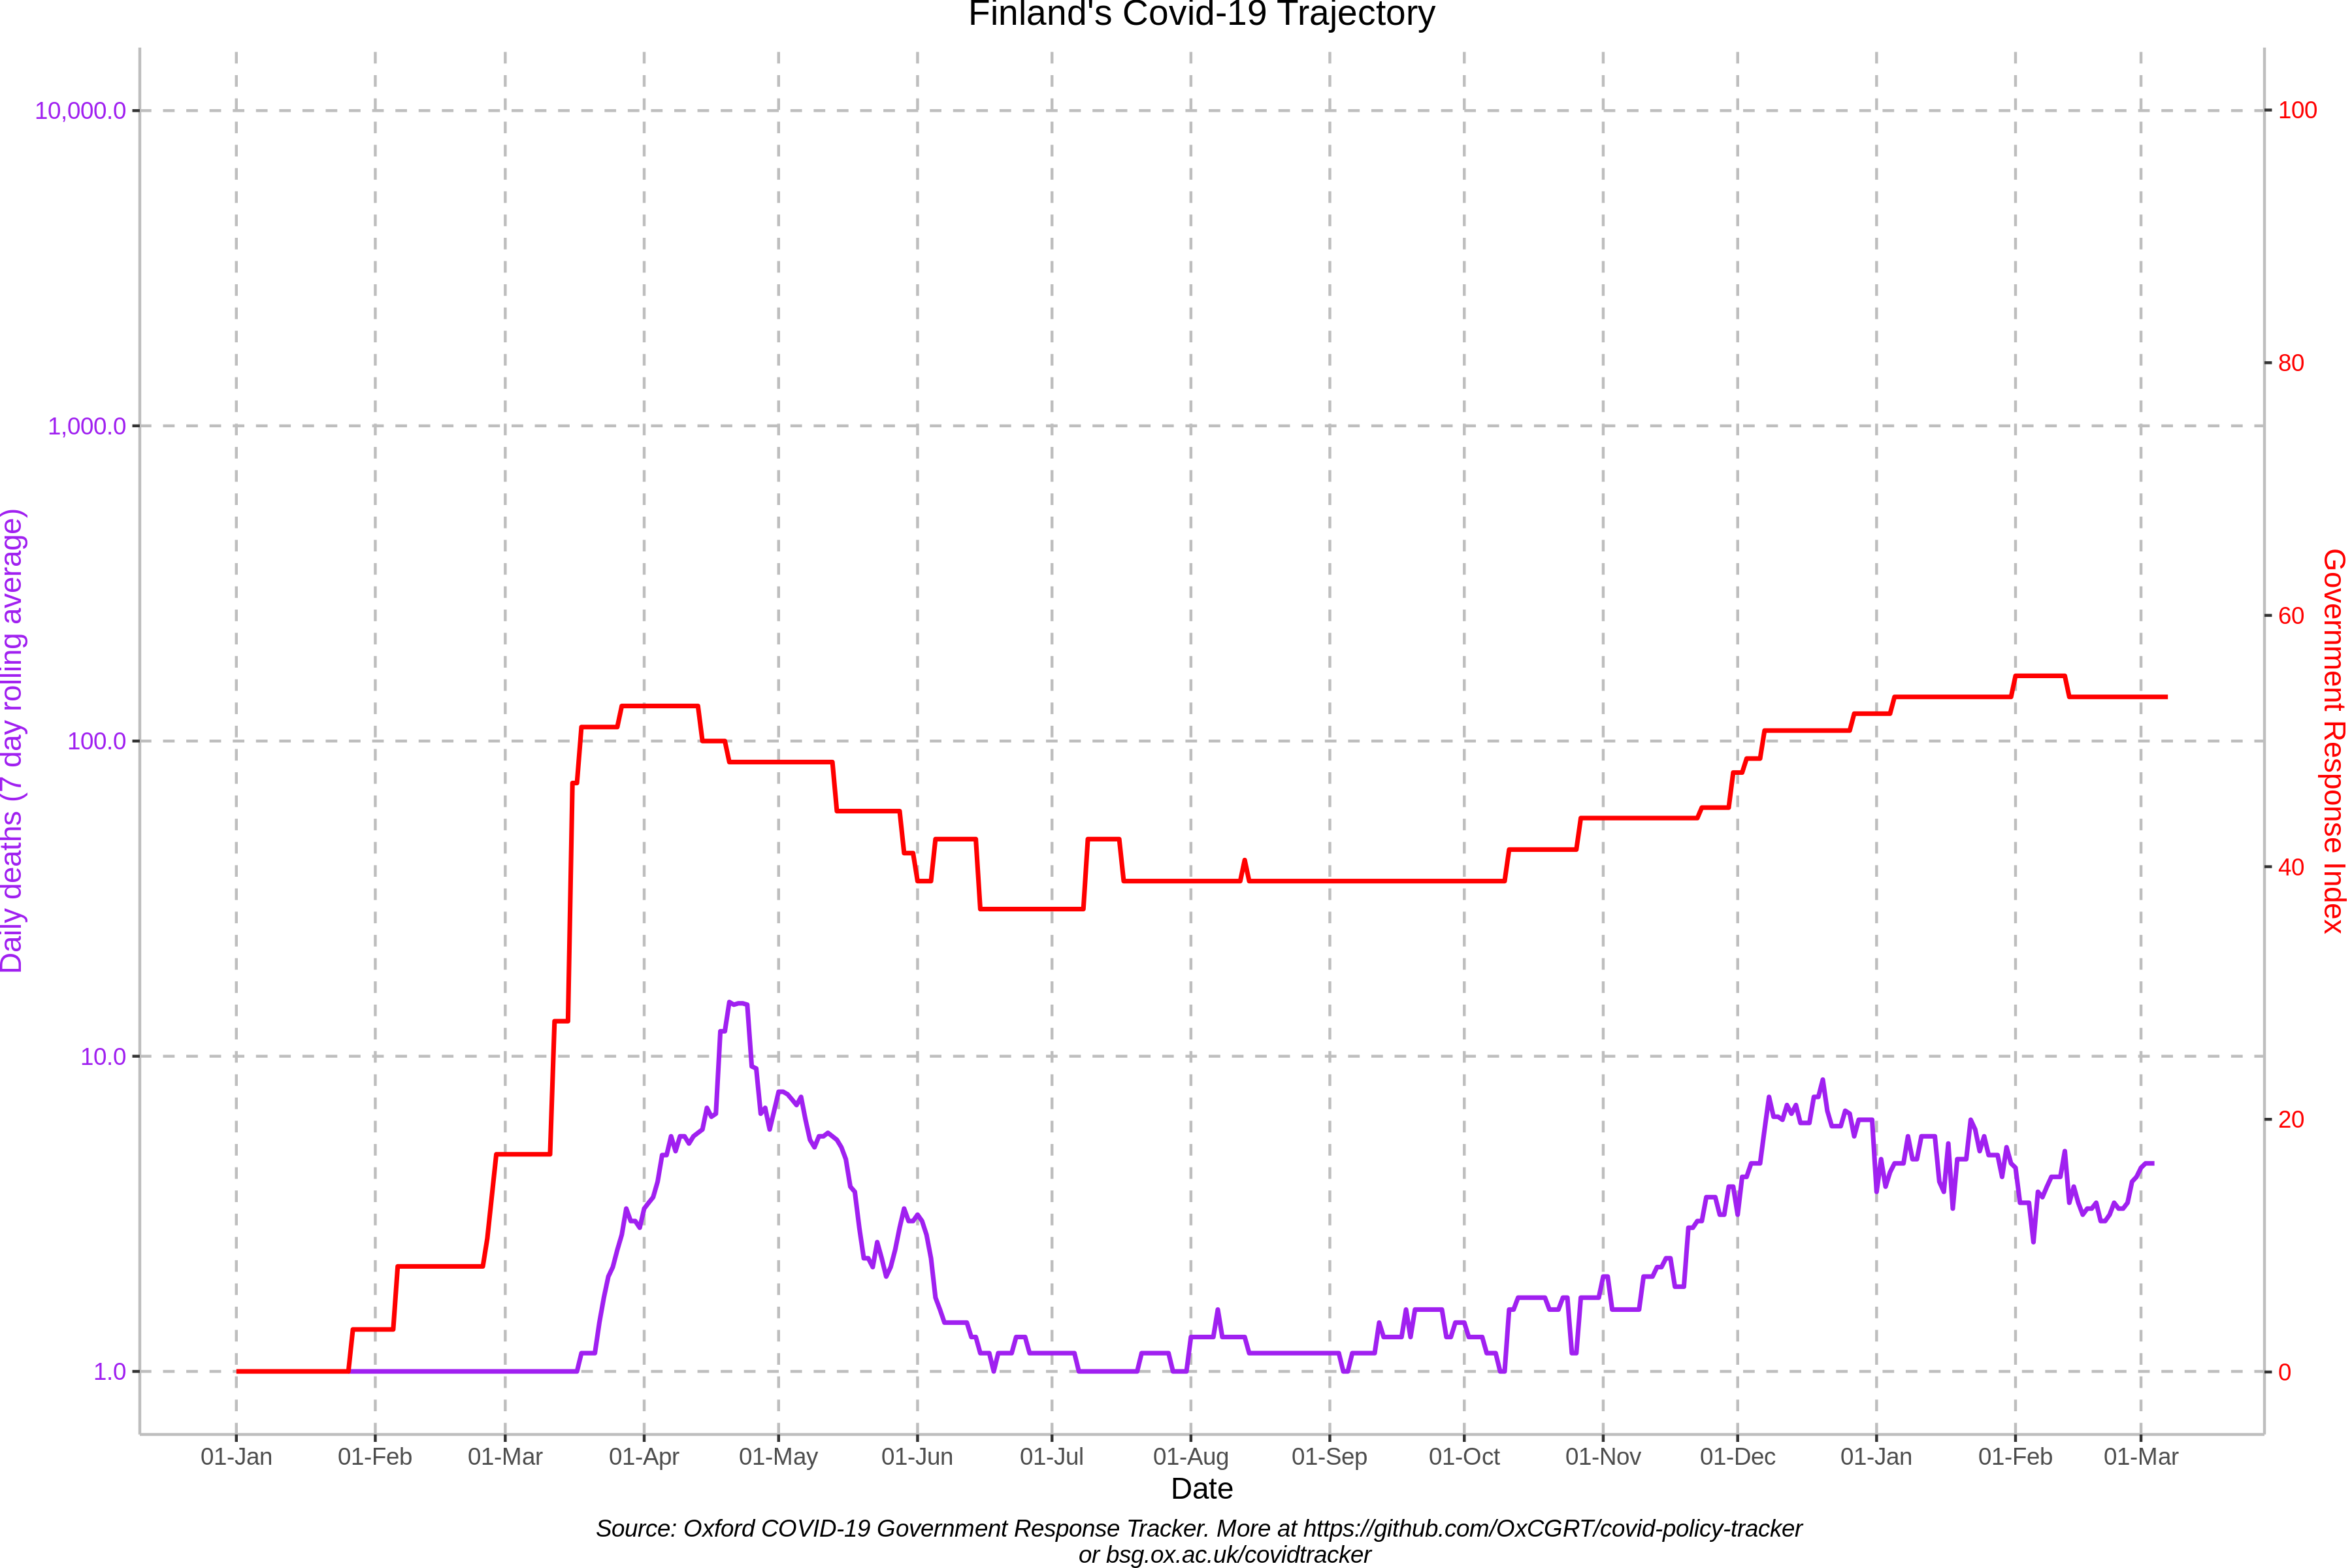 Finland's Covid-19 Trajectory
10,000.0
1,000.0
100.0
10.0
1.0
Daily deaths (7 day rolling average)
100
80
60
40
20
0
Government Response Index
01-Jan 01-Feb 01-Mar 01-Apr 01-May 01-Jun 01-Jul 01-Aug 01-Sep 01-Oct 01-Nov 01-Dec 01-Jan 01-Feb 01-Mar
Date
Source: Oxford COVID-19 Government Response Tracker. More at https://github.com/OxCGRT/covid-policy-tracker
or bsg.ox.ac.uk/covidtracker